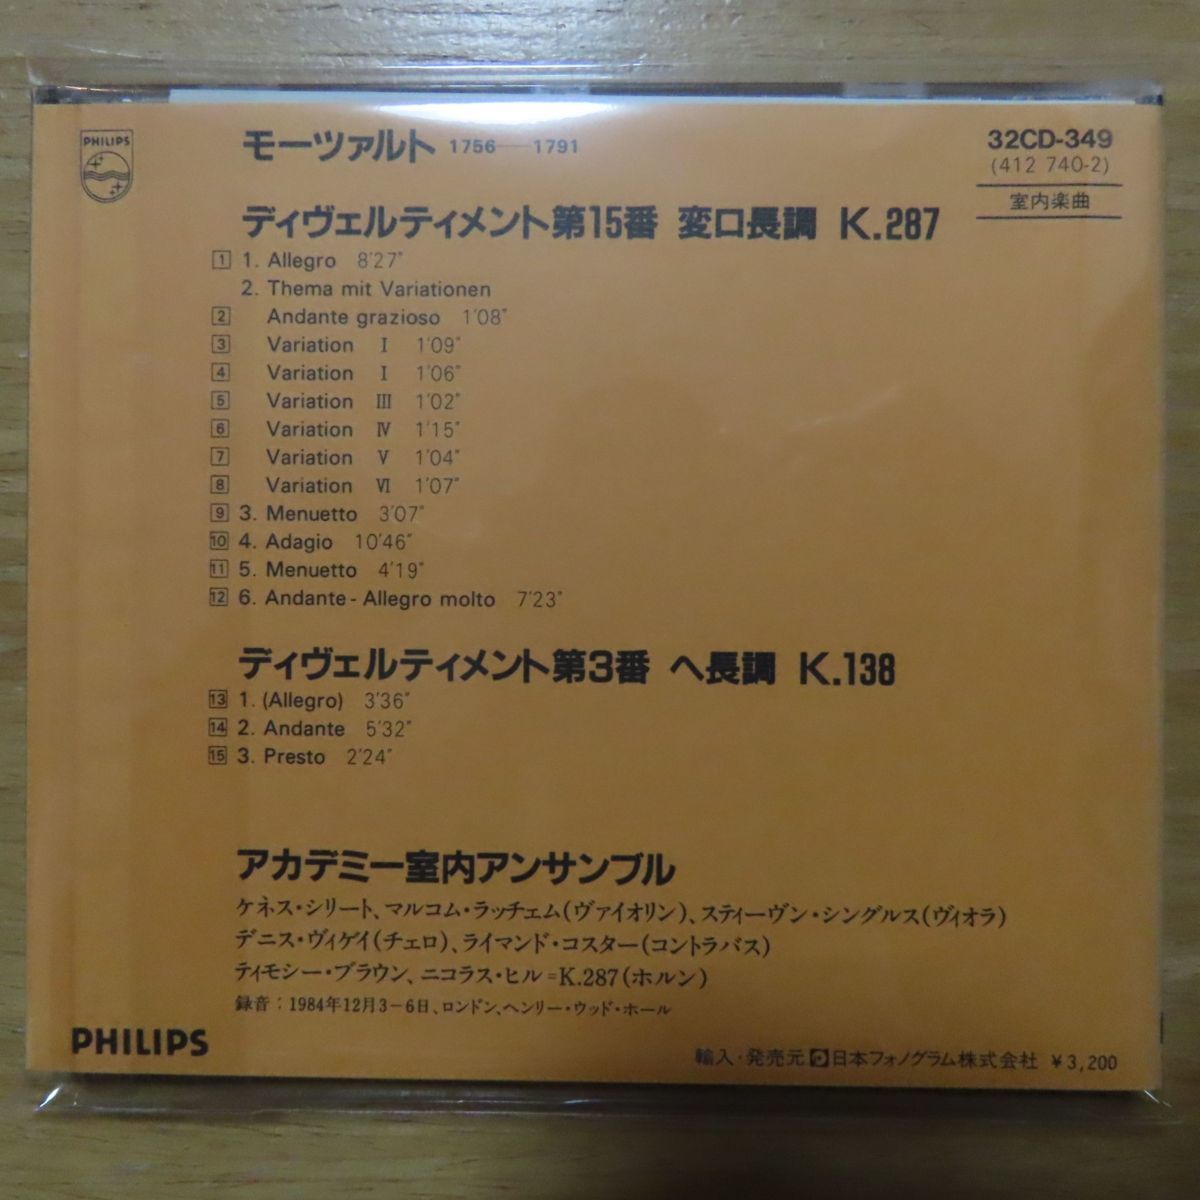 PHILIPS
モーツァルト 1756―1791
32CD-349
(412 740-2)
室内楽曲
ディヴェルティメント第15番 変ロ長調 K.287
1 1. Allegro 8'27"
2. Thema mit Variationen
2 Andante grazioso 1'08"
3 Variation I 1'09"
4 Variation I 1'06"
5 Variation III 1'02"
6 Variation IV 1'15"
7 Variation V 1'04"
8 Variation VI 1'07"
9 3. Menuetto 3'07"
10 4. Adagio 10'46"
11 5. Menuetto 4'19"
12 6. Andante - Allegro molto 7'23"
ディヴェルティメント第3番 ヘ長調 K.138
13 1. (Allegro) 3'36"
14 2. Andante 5'32"
15 3. Presto 2'24"
アカデミー室内アンサンブル
ケネス・シリート、マルコム・ラッチェム(ヴァイオリン)、スティーヴン・シングルス(ヴィオラ)
デニス・ヴィゲイ(チェロ)、ライマンド・コスター(コントラバス)
ティモシー・ブラウン、ニコラス・ヒル=K.287(ホルン)
録音:1984年12月3-6日、ロンドン、ヘンリー・ウッド・ホール
PHILIPS
輸入・発売元 日本フォノグラム株式会社 ¥3,200